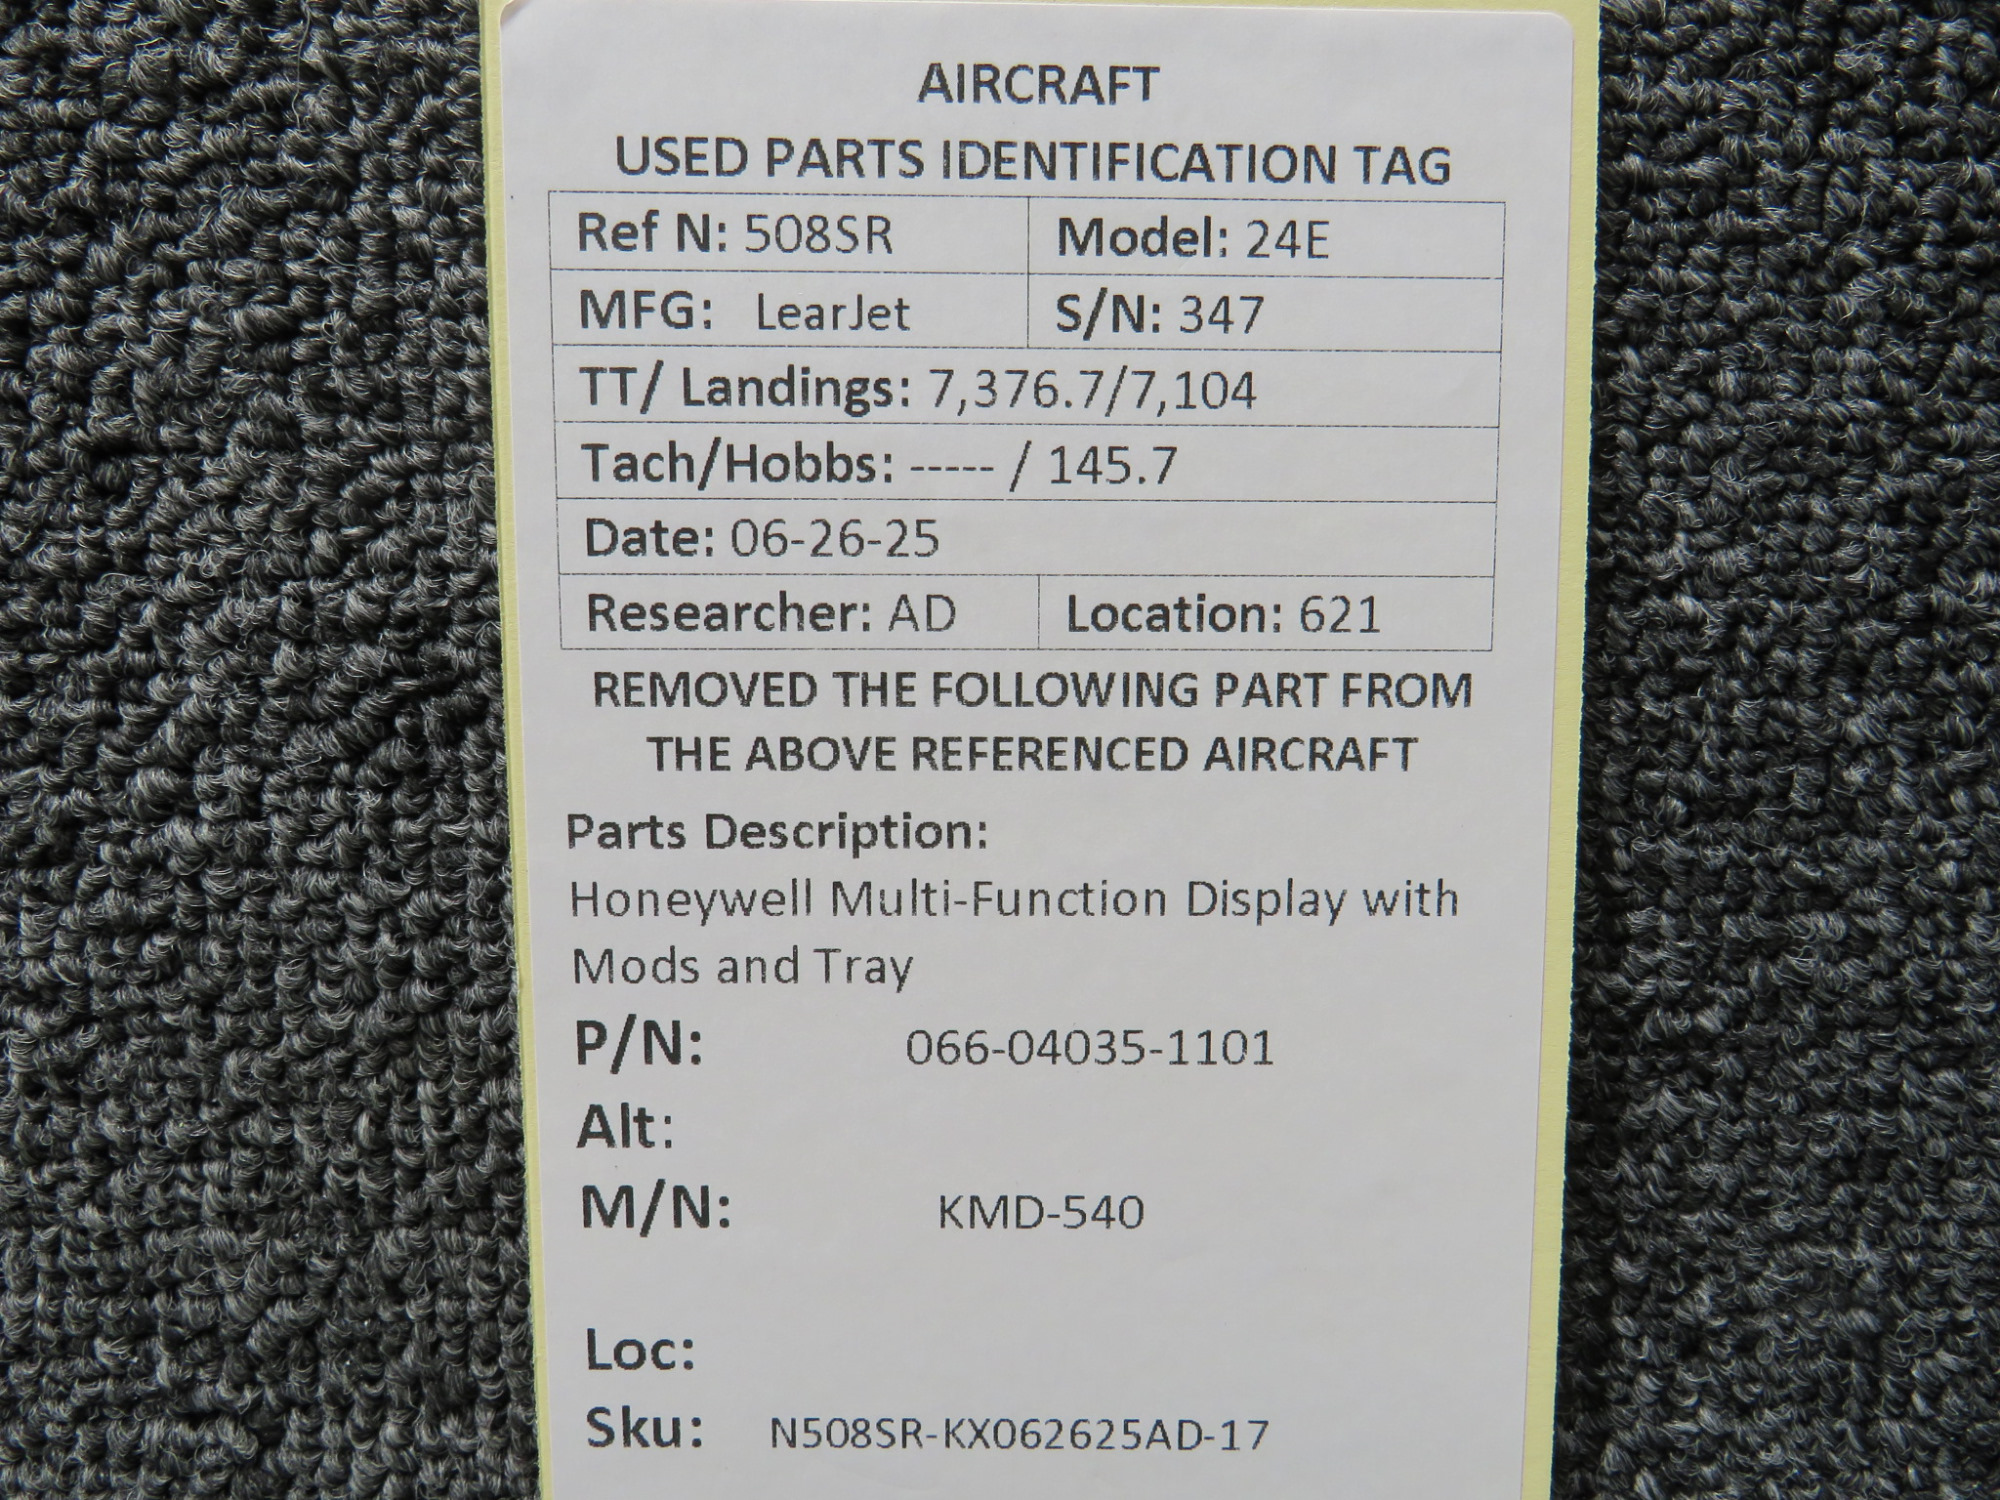 AIRCRAFT
USED PARTS IDENTIFICATION TAG
Ref N: 508SR Model: 24E
MFG: LearJet S/N: 347
TT/ Landings: 7,376.7/7,104
Tach/Hobbs: ----- / 145.7
Date: 06-26-25
Researcher: AD Location: 621
REMOVED THE FOLLOWING PART FROM
THE ABOVE REFERENCED AIRCRAFT
Parts Description:
Honeywell Multi-Function Display with
Mods and Tray
P/N: 066-04035-1101
Alt:
M/N: KMD-540
Loc:
Sku: N508SR-KX062625AD-17